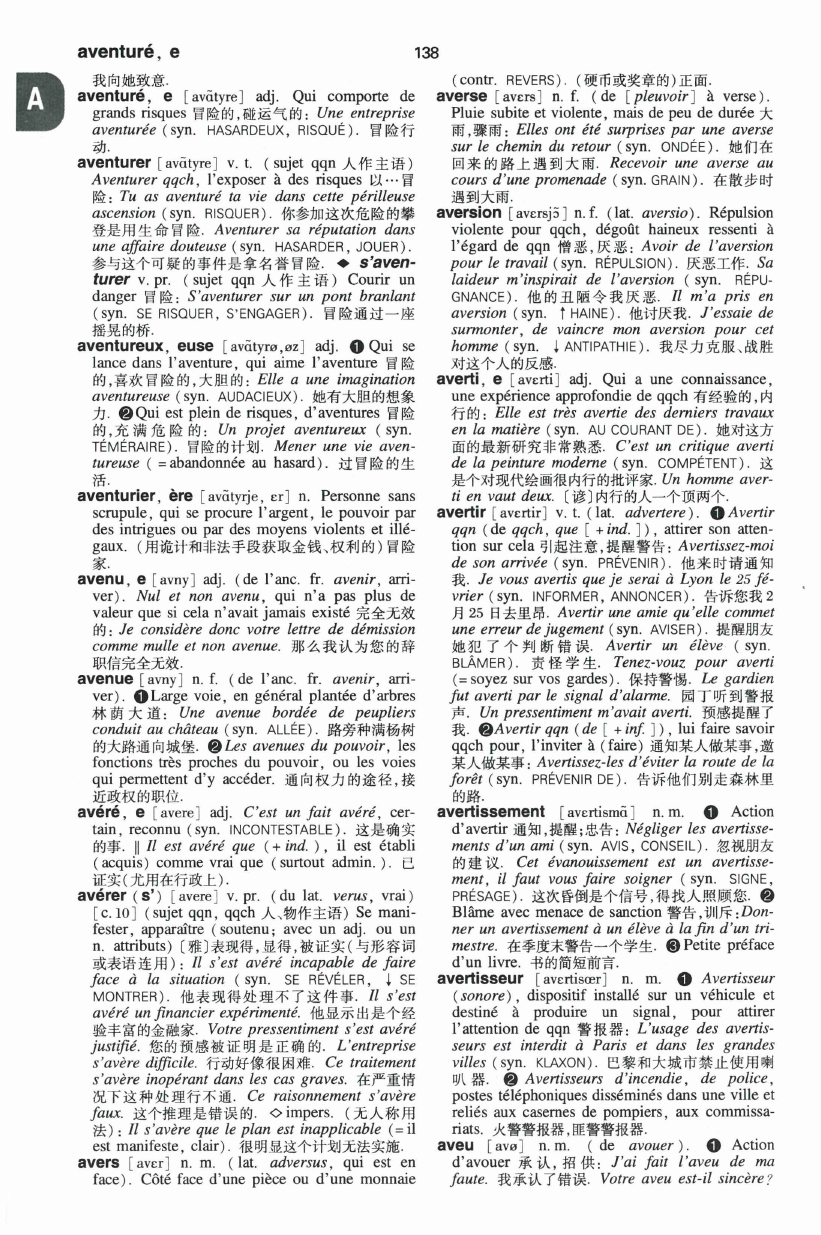 aventuré, e
138
A
我向她致意.
aventuré, e [avɑ̃tyre] adj. Qui comporte de
grands risques 冒险的,碰运气的: Une entreprise
aventurée (syn. HASARDEUX, RISQUÉ). 冒险行
动.
aventurer [avɑ̃tyre] v. t. (sujet qqn 人作主语)
Aventurer qqch, l'exposer à des risques 以…冒
险: Tu as aventuré ta vie dans cette périlleuse
ascension (syn. RISQUER). 你参加这次危险的攀
登是用生命冒险. Aventurer sa réputation dans
une affaire douteuse (syn. HASARDER, JOUER).
参与这个可疑的事件是拿名誉冒险. ◆ s'aven-
turer v. pr. (sujet qqn 人作主语) Courir un
danger 冒险: S'aventurer sur un pont branlant
(syn. SE RISQUER, S'ENGAGER). 冒险通过一座
摇晃的桥.
aventureux, euse [avɑ̃tyrø,øz] adj. ❶ Qui se
lance dans l'aventure, qui aime l'aventure 冒险
的,喜欢冒险的,大胆的: Elle a une imagination
aventureuse (syn. AUDACIEUX). 她有大胆的想象
力. ❷Qui est plein de risques, d'aventures 冒险
的,充满危险的: Un projet aventureux (syn.
TÉMÉRAIRE). 冒险的计划. Mener une vie aven-
tureuse (=abandonnée au hasard). 过冒险的生
活.
aventurier, ère [avɑ̃tyrje, ɛr] n. Personne sans
scrupule, qui se procure l'argent, le pouvoir par
des intrigues ou par des moyens violents et illé-
gaux. (用诡计和非法手段获取金钱、权利的)冒险
家.
avenu, e [avny] adj. (de l'anc. fr. avenir, arri-
ver). Nul et non avenu, qui n'a pas plus de
valeur que si cela n'avait jamais existé 完全无效
的: Je considère donc votre lettre de démission
comme mulle et non avenue. 那么我认为您的辞
职信完全无效.
avenue [avny] n. f. (de l'anc. fr. avenir, arri-
ver). ❶Large voie, en général plantée d'arbres
林荫大道: Une avenue bordée de peupliers
conduit au château (syn. ALLÉE). 路旁种满杨树
的大路通向城堡. ❷Les avenues du pouvoir, les
fonctions très proches du pouvoir, ou les voies
qui permettent d'y accéder. 通向权力的途径,接
近政权的职位.
avéré, e [avere] adj. C'est un fait avéré, cer-
tain, reconnu (syn. INCONTESTABLE). 这是确实
的事. ‖ Il est avéré que (+ind.), il est établi
(acquis) comme vrai que (surtout admin.). 已
证实(尤用在行政上).
avérer (s') [avere] v. pr. (du lat. verus, vrai)
[c.10] (sujet qqn, qqch 人、物作主语) Se mani-
fester, apparaître (soutenu; avec un adj. ou un
n. attributs) [雅]表现得,显得,被证实(与形容词
或表语连用): Il s'est avéré incapable de faire
face à la situation (syn. SE RÉVÉLER, ↓ SE
MONTRER). 他表现得处理不了这件事. Il s'est
avéré un financier expérimenté. 他显示出是个经
验丰富的金融家. Votre pressentiment s'est avéré
justifié. 您的预感被证明是正确的. L'entreprise
s'avère difficile. 行动好像很困难. Ce traitement
s'avère inopérant dans les cas graves. 在严重情
况下这种处理行不通. Ce raisonnement s'avère
faux. 这个推理是错误的. ◇impers. (无人称用
法): Il s'avère que le plan est inapplicable (=il
est manifeste, clair). 很明显这个计划无法实施.
avers [avɛr] n. m. (lat. adversus, qui est en
face). Côté face d'une pièce ou d'une monnaie
(contr. REVERS). (硬币或奖章的)正面.
averse [avɛrs] n. f. (de [pleuvoir] à verse).
Pluie subite et violente, mais de peu de durée 大
雨,骤雨: Elles ont été surprises par une averse
sur le chemin du retour (syn. ONDÉE). 她们在
回来的路上遇到大雨. Recevoir une averse au
cours d'une promenade (syn. GRAIN). 在散步时
遇到大雨.
aversion [avɛrsjɔ̃] n.f. (lat. aversio). Répulsion
violente pour qqch, dégoût haineux ressenti à
l'égard de qqn 憎恶,厌恶: Avoir de l'aversion
pour le travail (syn. RÉPULSION). 厌恶工作. Sa
laideur m'inspirait de l'aversion (syn. RÉPU-
GNANCE). 他的丑陋令我厌恶. Il m'a pris en
aversion (syn. ↑HAINE). 他讨厌我. J'essaie de
surmonter, de vaincre mon aversion pour cet
homme (syn. ↓ANTIPATHIE). 我尽力克服、战胜
对这个人的反感.
averti, e [avɛrti] adj. Qui a une connaissance,
une expérience approfondie de qqch 有经验的,内
行的: Elle est très avertie des derniers travaux
en la matière (syn. AU COURANT DE). 她对这方
面的最新研究非常熟悉. C'est un critique averti
de la peinture moderne (syn. COMPÉTENT). 这
是个对现代绘画很内行的批评家. Un homme aver-
ti en vaut deux. [谚]内行的人一个顶两个.
avertir [avɛrtir] v. t. (lat. advertere). ❶Avertir
qqn (de qqch, que [+ind.]), attirer son atten-
tion sur cela 引起注意,提醒警告: Avertissez-moi
de son arrivée (syn. PRÉVENIR). 他来时请通知
我. Je vous avertis que je serai à Lyon le 25 fé-
vrier (syn. INFORMER, ANNONCER). 告诉您我2
月25日去里昂. Avertir une amie qu'elle commet
une erreur de jugement (syn. AVISER). 提醒朋友
她犯了个判断错误. Avertir un élève (syn.
BLÂMER). 责怪学生. Tenez-vouz pour averti
(=soyez sur vos gardes). 保持警惕. Le gardien
fut averti par le signal d'alarme. 园丁听到警报
声. Un pressentiment m'avait averti. 预感提醒了
我. ❷Avertir qqn (de [+inf.]), lui faire savoir
qqch pour, l'inviter à (faire) 通知某人做某事,邀
某人做某事: Avertissez-les d'éviter la route de la
forêt (syn. PRÉVENIR DE). 告诉他们别走森林里
的路.
avertissement [avɛrtismɑ̃] n. m. ❶ Action
d'avertir 通知,提醒;忠告: Négliger les avertisse-
ments d'un ami (syn. AVIS, CONSEIL). 忽视朋友
的建议. Cet évanouissement est un avertisse-
ment, il faut vous faire soigner (syn. SIGNE,
PRÉSAGE). 这次昏倒是个信号,得找人照顾您. ❷
Blâme avec menace de sanction 警告,训斥:Don-
ner un avertissement à un élève à la fin d'un tri-
mestre. 在季度末警告一个学生. ❸Petite préface
d'un livre. 书的简短前言.
avertisseur [avɛrtisœr] n. m. ❶ Avertisseur
(sonore), dispositif installé sur un véhicule et
destiné à produire un signal, pour attirer
l'attention de qqn 警报器: L'usage des avertis-
seurs est interdit à Paris et dans les grandes
villes (syn. KLAXON). 巴黎和大城市禁止使用喇
叭器. ❷ Avertisseurs d'incendie, de police,
postes téléphoniques disséminés dans une ville et
reliés aux casernes de pompiers, aux commissa-
riats. 火警警报器,匪警警报器.
aveu [avø] n. m. (de avouer). ❶ Action
d'avouer 承认,招供: J'ai fait l'aveu de ma
faute. 我承认了错误. Votre aveu est-il sincère?